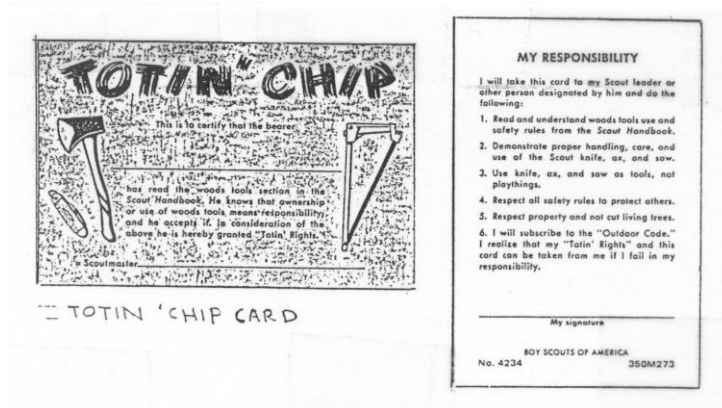 TOTIN' CHIP
This is to certify that the bearer
has read the woods tools section in the
Scout Handbook. He knows that ownership
or use of woods tools means responsibility;
and he accepts it. In consideration of the
above he is hereby granted "Totin' Rights."
Scoutmaster
TOTIN 'CHIP CARD
MY RESPONSIBILITY
I will take this card to my Scout leader or
other person designated by him and do the
following:
1. Read and understand woods tools use and
safety rules from the Scout Handbook.
2. Demonstrate proper handling, care, and
use of the Scout knife, ax, and saw.
3. Use knife, ax, and saw as tools, not
playthings.
4. Respect all safety rules to protect others.
5. Respect property and not cut living trees.
6. I will subscribe to the "Outdoor Code."
I realize that my "Totin' Rights" and this
card can be taken from me if I fail in my
responsibility.
My signature
BOY SCOUTS OF AMERICA
No. 4234 350M273